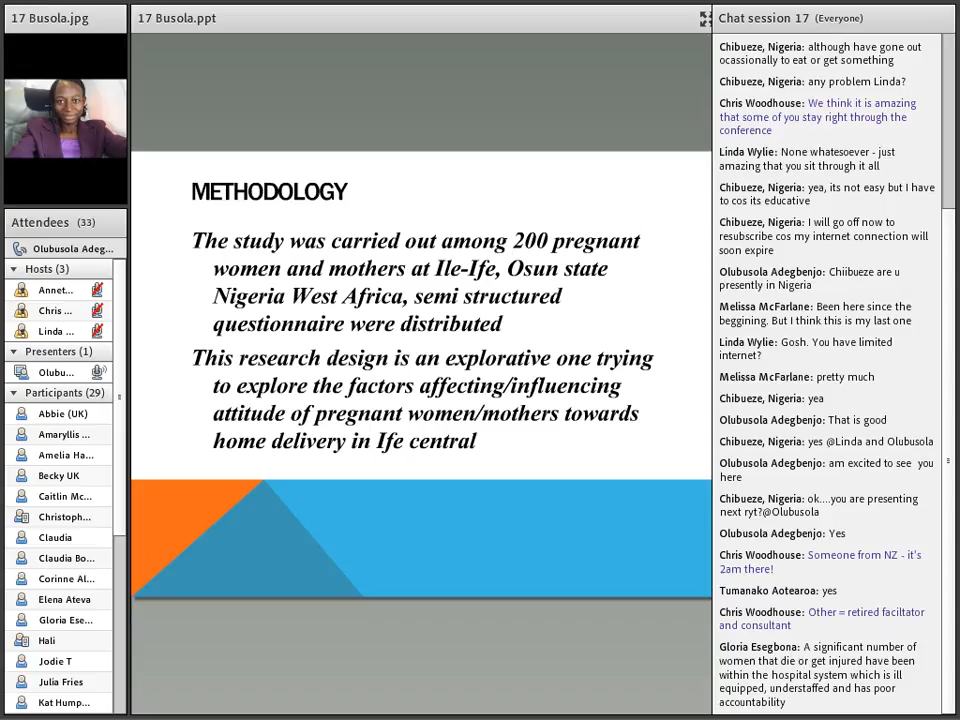 17 Busola.jpg
17 Busola.ppt
Chat session 17 (Everyone)
Attendees (33)
Olubusola Adeg...
Hosts (3)
Annet...
Chris ...
Linda ...
Presenters (1)
Olubu...
Participants (29)
Abbie (UK)
Amaryllis ...
Amelia Ha...
Becky UK
Caitlin Mc...
Christoph...
Claudia
Claudia Bo...
Corinne Al...
Elena Ateva
Gloria Ese...
Hali
Jodie T
Julia Fries
Kat Hump...
METHODOLOGY
The study was carried out among 200 pregnant
women and mothers at Ile-Ife, Osun state
Nigeria West Africa, semi structured
questionnaire were distributed
This research design is an explorative one trying
to explore the factors affecting/influencing
attitude of pregnant women/mothers towards
home delivery in Ife central
Chibueze, Nigeria: although have gone out
ocassionally to eat or get something
Chibueze, Nigeria: any problem Linda?
Chris Woodhouse: We think it is amazing
that some of you stay right through the
conference
Linda Wylie: None whatesoever - just
amazing that you sit through it all
Chibueze, Nigeria: yea, its not easy but I have
to cos its educative
Chibueze, Nigeria: I will go off now to
resubscribe cos my internet connection will
soon expire
Olubusola Adegbenjo: Chiibueze are u
presently in Nigeria
Melissa McFarlane: Been here since the
beggining. But I think this is my last one
Linda Wylie: Gosh. You have limited
internet?
Melissa McFarlane: pretty much
Chibueze, Nigeria: yea
Olubusola Adegbenjo: That is good
Chibueze, Nigeria: yes @Linda and Olubusola
Olubusola Adegbenjo: am excited to see you
here
Chibueze, Nigeria: ok....you are presenting
next ryt?@Olubusola
Olubusola Adegbenjo: Yes
Chris Woodhouse: Someone from NZ - it's
2am there!
Tumanako Aotearoa: yes
Chris Woodhouse: Other = retired faciltator
and consultant
Gloria Esegbona: A significant number of
women that die or get injured have been
within the hospital system which is ill
equipped, understaffed and has poor
accountability